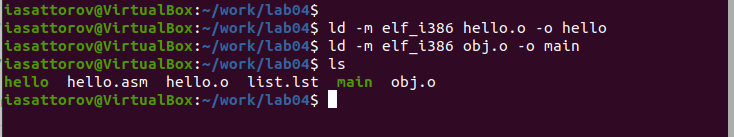 iasattorov@VirtualBox:~/work/lab04$
iasattorov@VirtualBox:~/work/lab04$ ld -m elf_i386 hello.o -o hello
iasattorov@VirtualBox:~/work/lab04$ ld -m elf_i386 obj.o -o main
iasattorov@VirtualBox:~/work/lab04$ ls
hello  hello.asm  hello.o  list.lst  main  obj.o
iasattorov@VirtualBox:~/work/lab04$